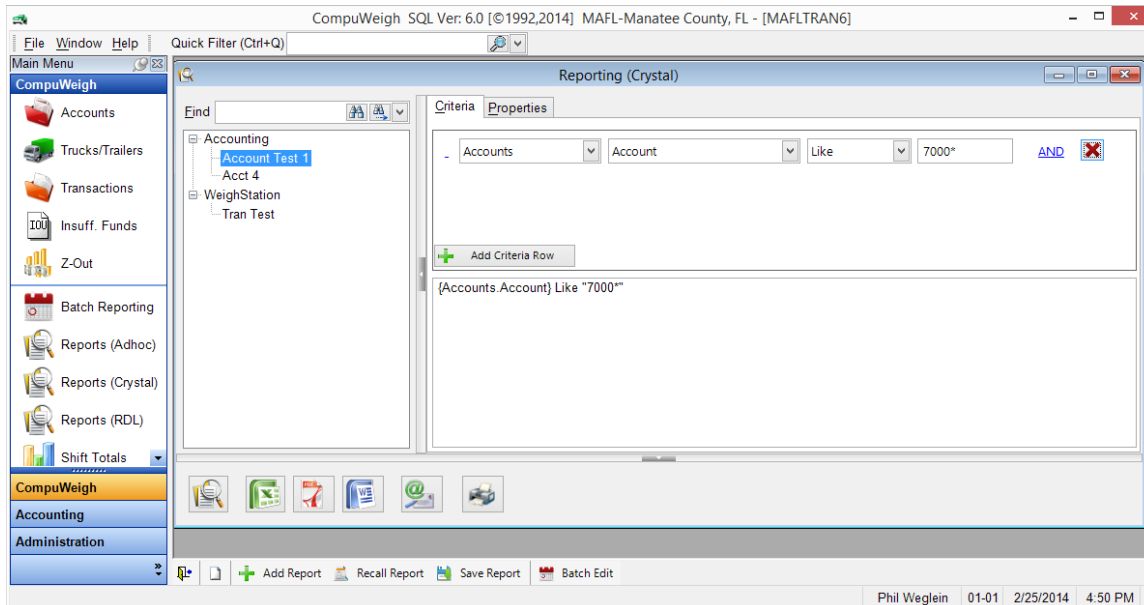 CompuWeigh SQL Ver: 6.0 [©1992,2014] MAFL-Manatee County, FL - [MAFLTRAN6]
File Window Help Quick Filter (Ctrl+Q)
Main Menu
CompuWeigh
Accounts
Trucks/Trailers
Transactions
IOU Insuff. Funds
Z-Out
Batch Reporting
Reports (Adhoc)
Reports (Crystal)
Reports (RDL)
Shift Totals
CompuWeigh
Accounting
Administration
Reporting (Crystal)
Find
Accounting
Account Test 1
Acct 4
WeighStation
Tran Test
Criteria Properties
Accounts Account Like 7000* AND
Add Criteria Row
{Accounts.Account} Like "7000*"
Add Report Recall Report Save Report Batch Edit
Phil Weglein 01-01 2/25/2014 4:50 PM